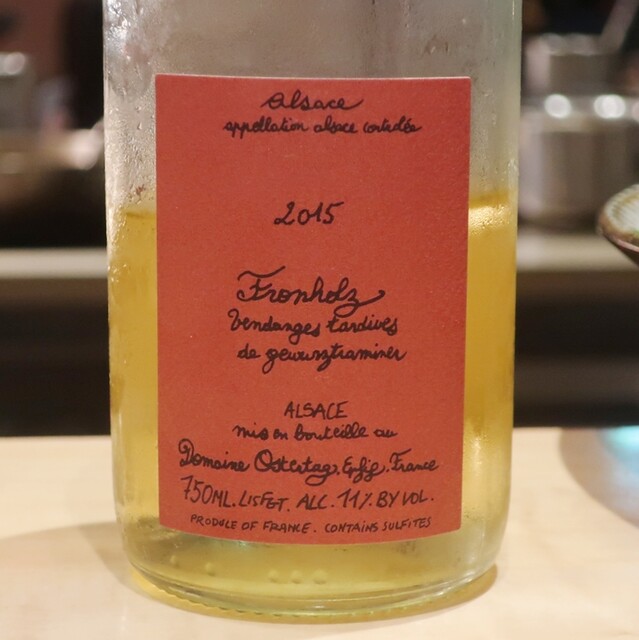 Alsace
appellation alsace contrôlée
2015
Fronholz
Vendanges tardives
de gewurztraminer
ALSACE
mis en bouteille au
Domaine Ostertag, Epfig, France
750ML. L15FGT. ALC. 11% BY VOL.
PRODUCE OF FRANCE. CONTAINS SULFITES